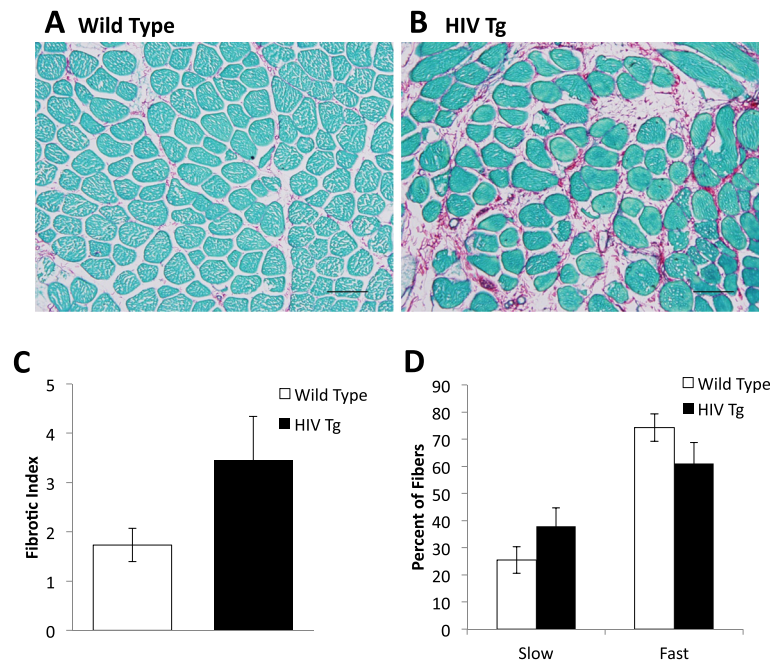 A Wild Type
B HIV Tg
C
5
4
3
2
1
0
Fibrotic Index
Wild Type
HIV Tg
D
90
80
70
60
50
40
30
20
10
0
Percent of Fibers
Wild Type
HIV Tg
Slow Fast